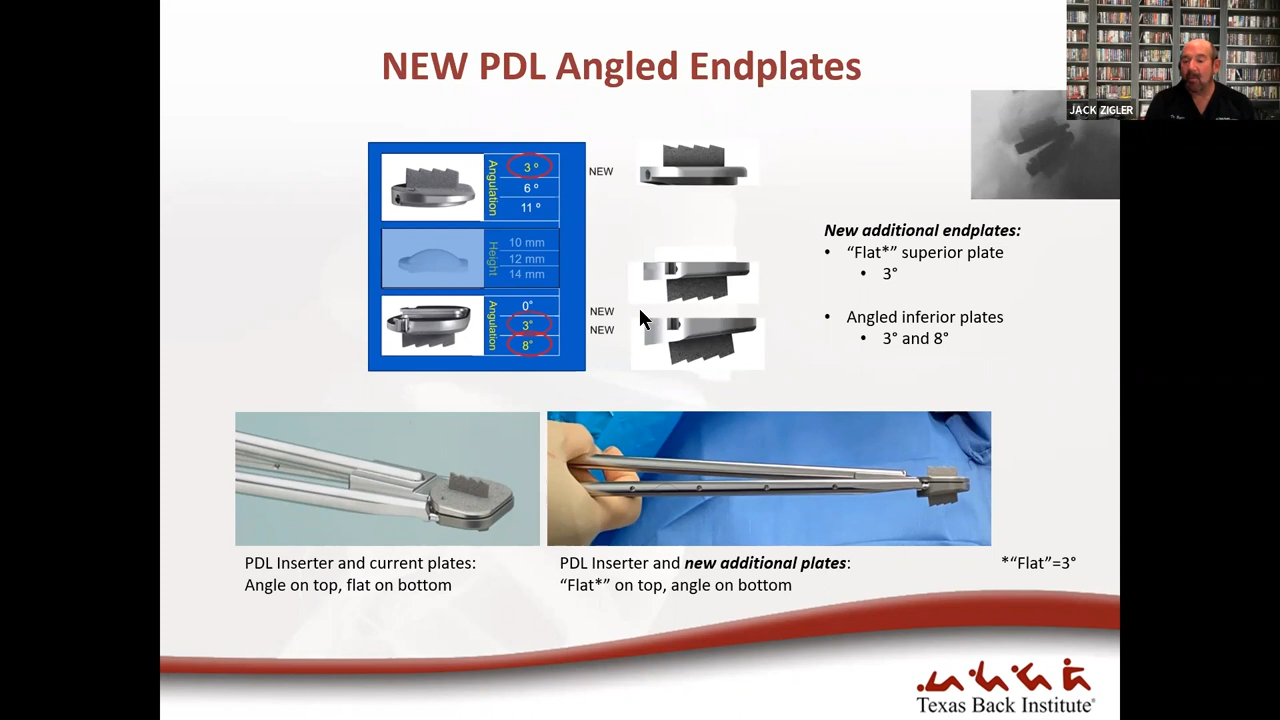 NEW PDL Angled Endplates
JACK ZIGLER
Angulation
3 º
6 º
11 º
NEW
Height
10 mm
12 mm
14 mm
Angulation
0°
3°
8°
NEW
NEW
New additional endplates:
• “Flat*” superior plate
• 3°
• Angled inferior plates
• 3° and 8°
PDL Inserter and current plates:
Angle on top, flat on bottom
PDL Inserter and new additional plates:
“Flat*” on top, angle on bottom
*“Flat”=3°
Texas Back Institute®